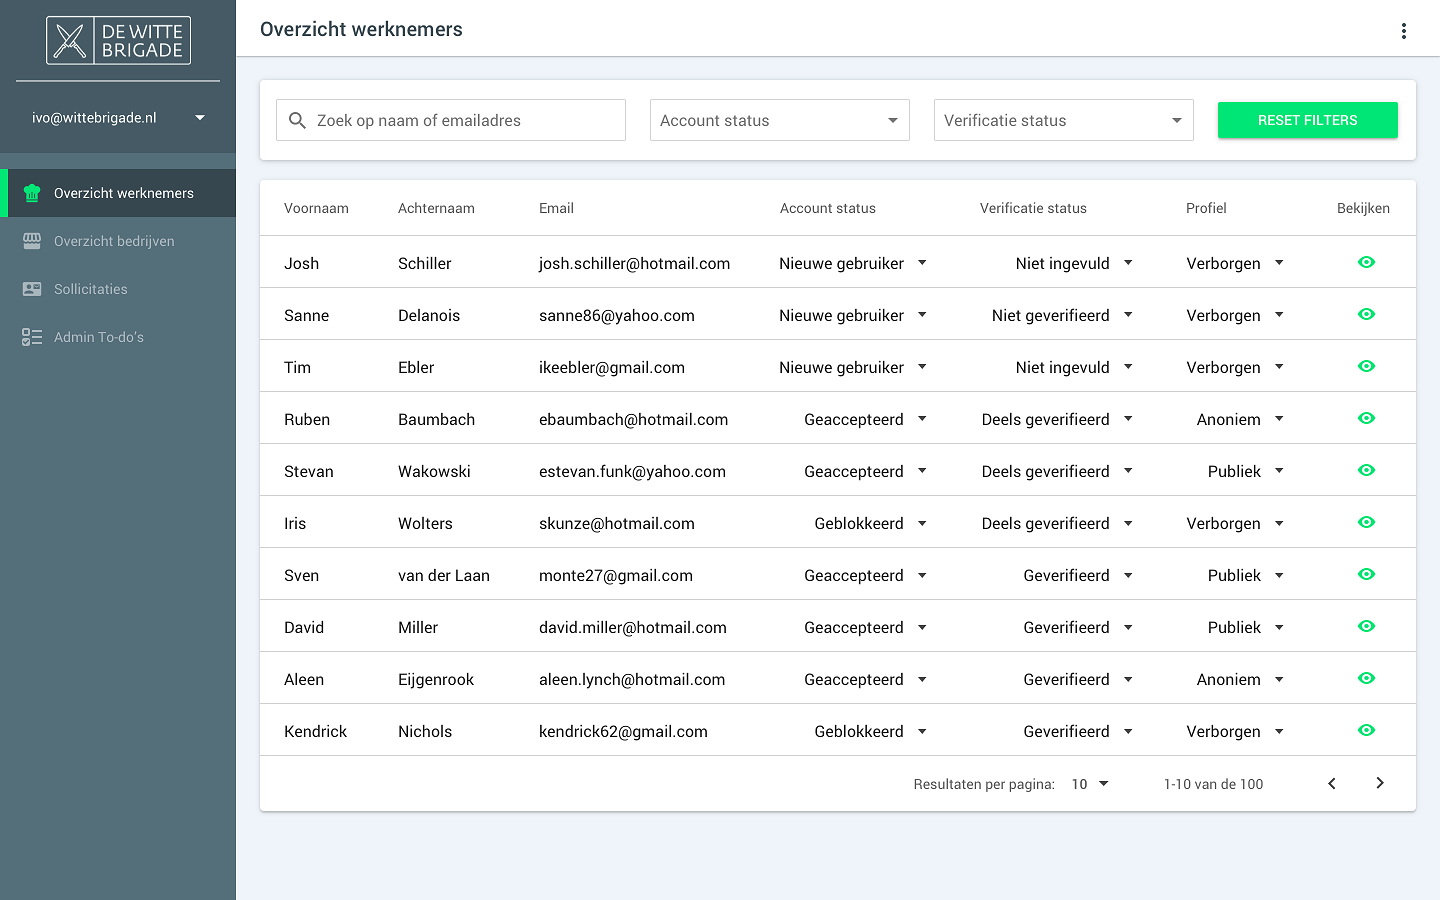 DE WITTE
BRIGADE
ivo@wittebrigade.nl
Overzicht werknemers
Overzicht bedrijven
Sollicitaties
Admin To-do's
Overzicht werknemers
Zoek op naam of emailadres Account status Verificatie status RESET FILTERS
Voornaam Achternaam Email Account status Verificatie status Profiel Bekijken
Josh Schiller josh.schiller@hotmail.com Nieuwe gebruiker Niet ingevuld Verborgen
Sanne Delanois sanne86@yahoo.com Nieuwe gebruiker Niet geverifieerd Verborgen
Tim Ebler ikeebler@gmail.com Nieuwe gebruiker Niet ingevuld Verborgen
Ruben Baumbach ebaumbach@hotmail.com Geaccepteerd Deels geverifieerd Anoniem
Stevan Wakowski estevan.funk@yahoo.com Geaccepteerd Deels geverifieerd Publiek
Iris Wolters skunze@hotmail.com Geblokkeerd Deels geverifieerd Verborgen
Sven van der Laan monte27@gmail.com Geaccepteerd Geverifieerd Publiek
David Miller david.miller@hotmail.com Geaccepteerd Geverifieerd Publiek
Aleen Eijgenrook aleen.lynch@hotmail.com Geaccepteerd Geverifieerd Anoniem
Kendrick Nichols kendrick62@gmail.com Geblokkeerd Geverifieerd Verborgen
Resultaten per pagina: 10 1-10 van de 100